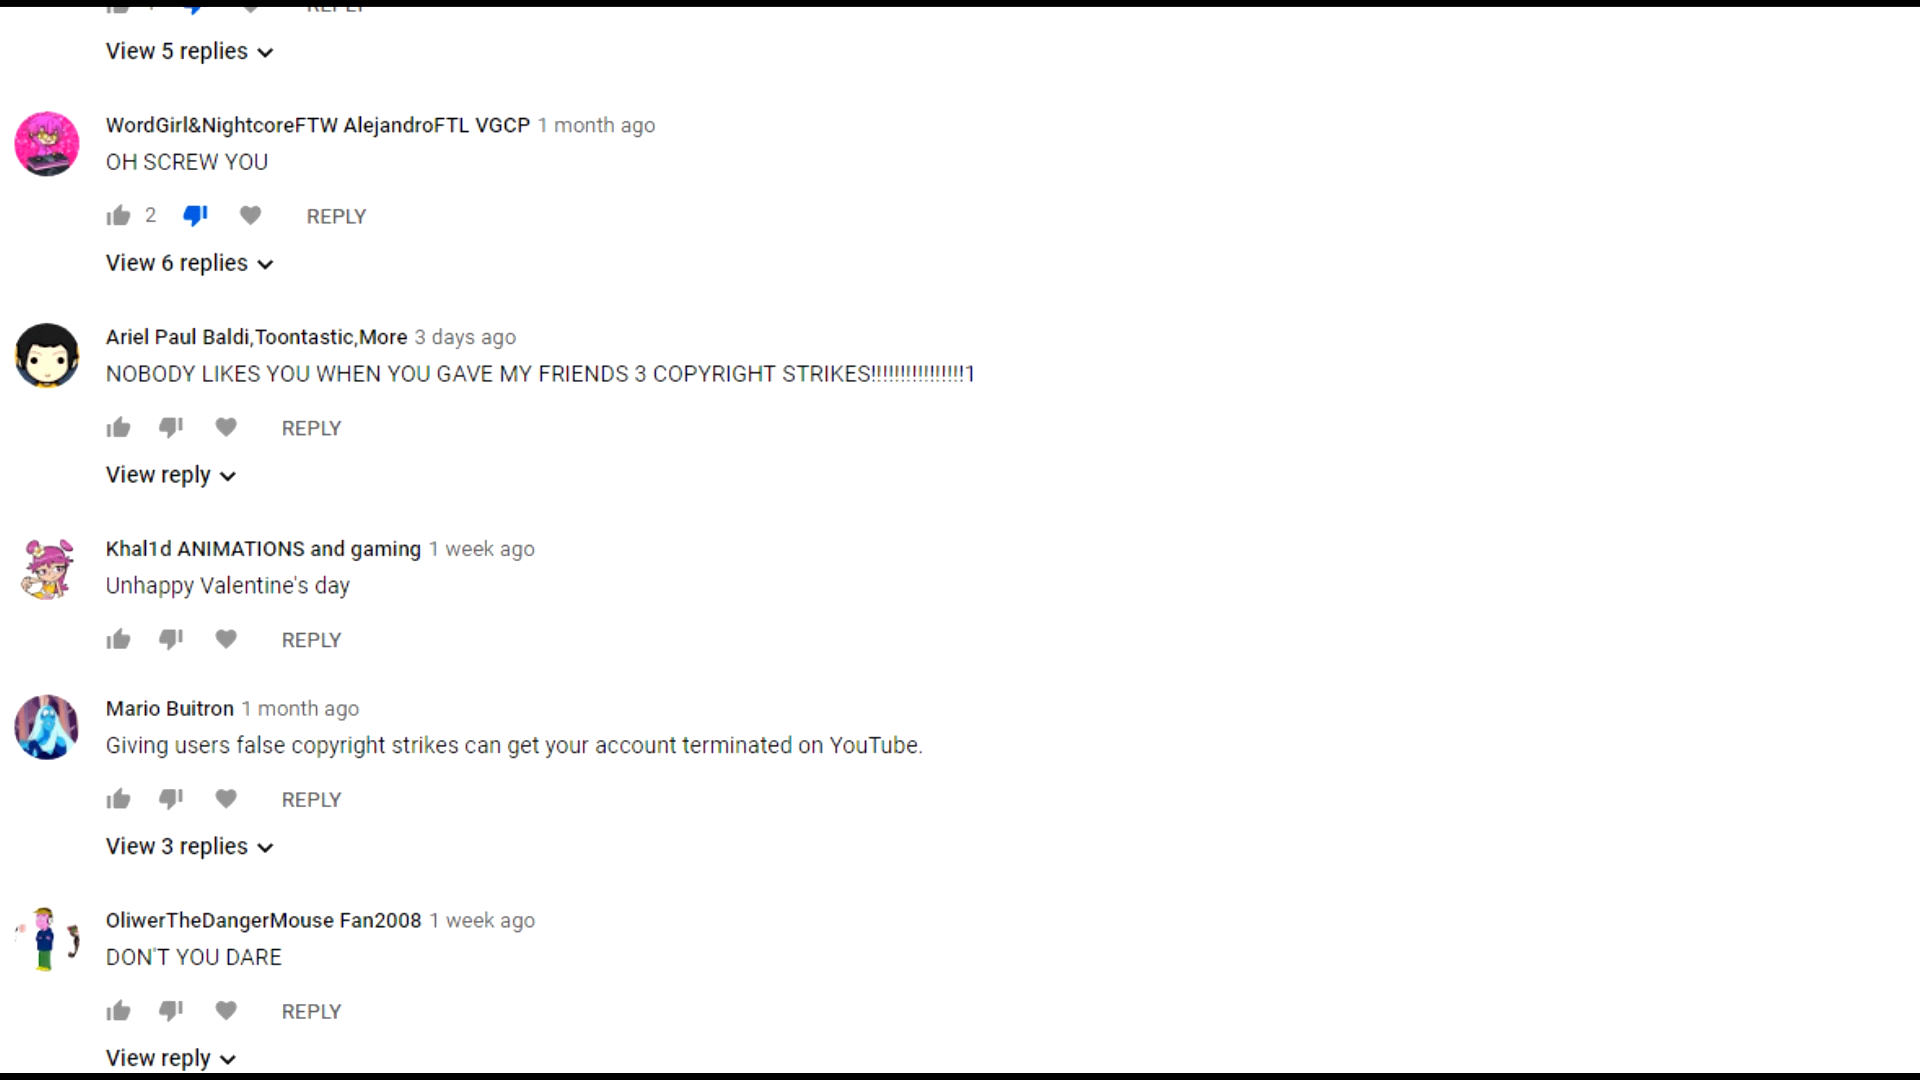 REPLY
View 5 replies
WordGirl&NightcoreFTW AlejandroFTL VGCP 1 month ago
OH SCREW YOU
2 REPLY
View 6 replies
Ariel Paul Baldi,Toontastic,More 3 days ago
NOBODY LIKES YOU WHEN YOU GAVE MY FRIENDS 3 COPYRIGHT STRIKES!!!!!!!!!!!!!!!!1
REPLY
View reply
Khal1d ANIMATIONS and gaming 1 week ago
Unhappy Valentine's day
REPLY
Mario Buitron 1 month ago
Giving users false copyright strikes can get your account terminated on YouTube.
REPLY
View 3 replies
OliwerTheDangerMouse Fan2008 1 week ago
DON'T YOU DARE
REPLY
View reply